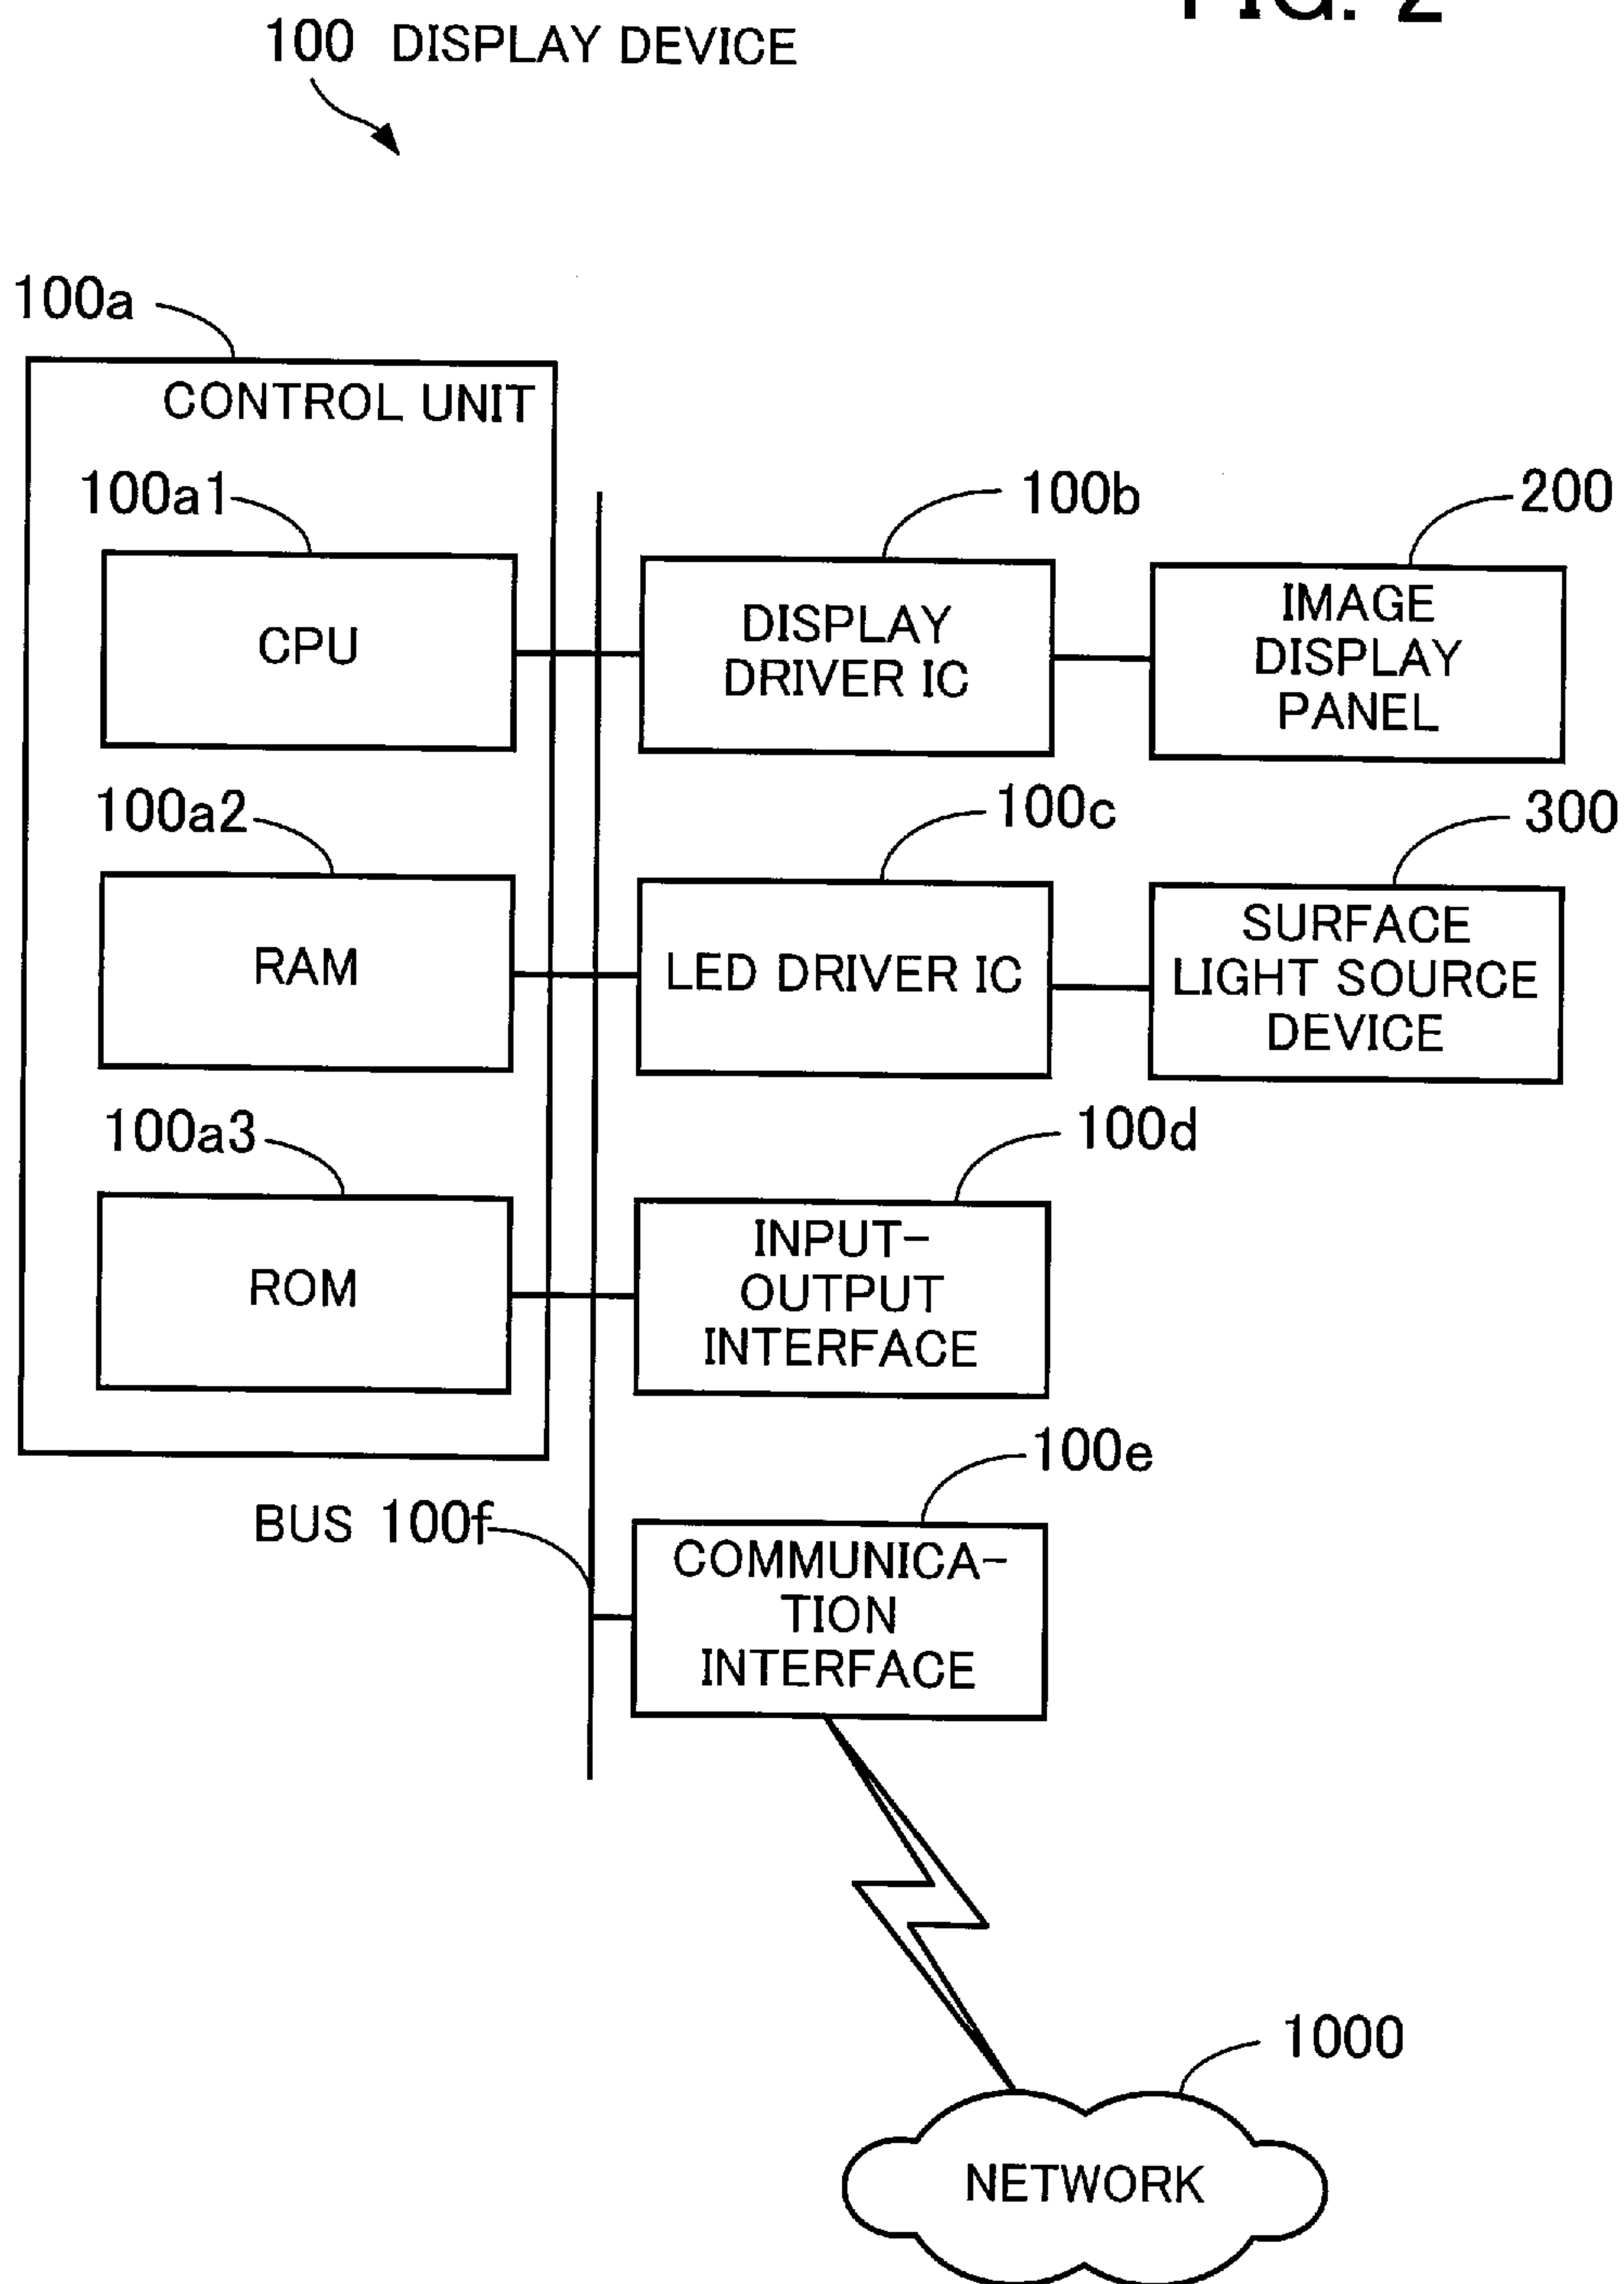 FIG. 2
100 DISPLAY DEVICE
100a
CONTROL UNIT
100a1
CPU
100b
DISPLAY
DRIVER IC
200
IMAGE
DISPLAY
PANEL
100a2
RAM
100c
LED DRIVER IC
300
SURFACE
LIGHT SOURCE
DEVICE
100a3
ROM
100d
INPUT-
OUTPUT
INTERFACE
BUS 100f
100e
COMMUNICA-
TION
INTERFACE
1000
NETWORK